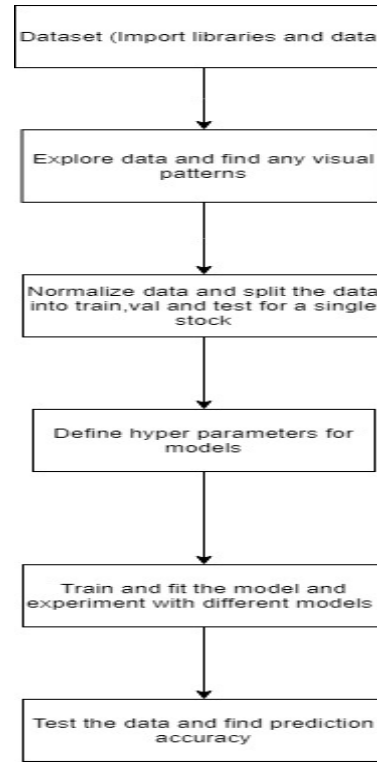 Dataset (Import libraries and data
Explore data and find any visual
patterns
Normalize data and split the data
into train,val and test for a single
stock
Define hyper parameters for
models
Train and fit the model and
experiment with different models
Test the data and find prediction
accuracy